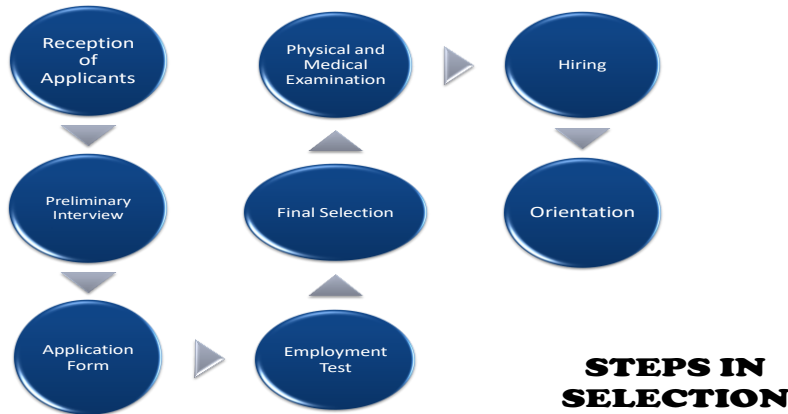 Reception
of
Applicants
Preliminary
Interview
Application
Form
Employment
Test
Final Selection
Physical and
Medical
Examination
Hiring
Orientation
STEPS IN
SELECTION